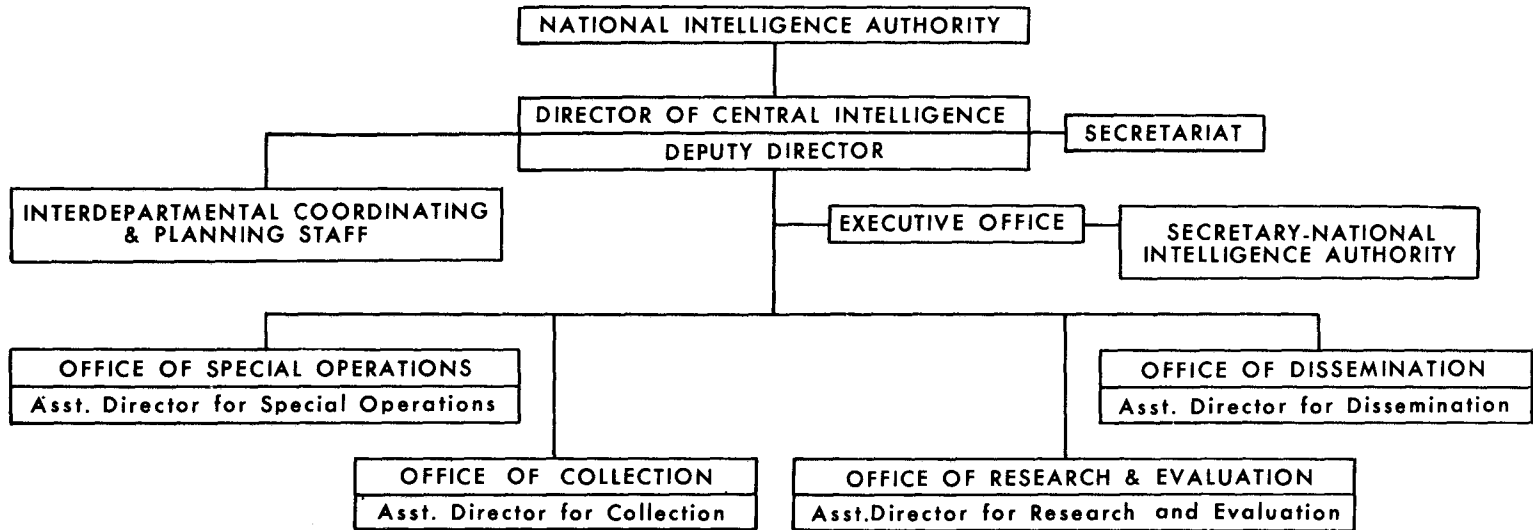 NATIONAL INTELLIGENCE AUTHORITY
DIRECTOR OF CENTRAL INTELLIGENCE
DEPUTY DIRECTOR
SECRETARIAT
INTERDEPARTMENTAL COORDINATING
& PLANNING STAFF
EXECUTIVE OFFICE
SECRETARY-NATIONAL
INTELLIGENCE AUTHORITY
OFFICE OF SPECIAL OPERATIONS
Asst. Director for Special Operations
OFFICE OF DISSEMINATION
Asst. Director for Dissemination
OFFICE OF COLLECTION
Asst. Director for Collection
OFFICE OF RESEARCH & EVALUATION
Asst.Director for Research and Evaluation